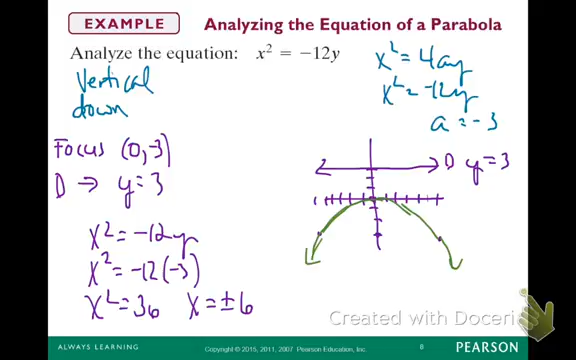 EXAMPLE Analyzing the Equation of a Parabola
Analyze the equation: x² = −12y
x² = 4ay
x² = −12y
a = −3
Vertical
down
Focus (0,−3)
D ⇒ y = 3
D y = 3
x² = −12y
x² = −12(−3)
x² = 36 x = ±6
Created with Doceri
ALWAYS LEARNING Copyright © 2015, 2011, 2007 Pearson Education, Inc. 8 PEARSON